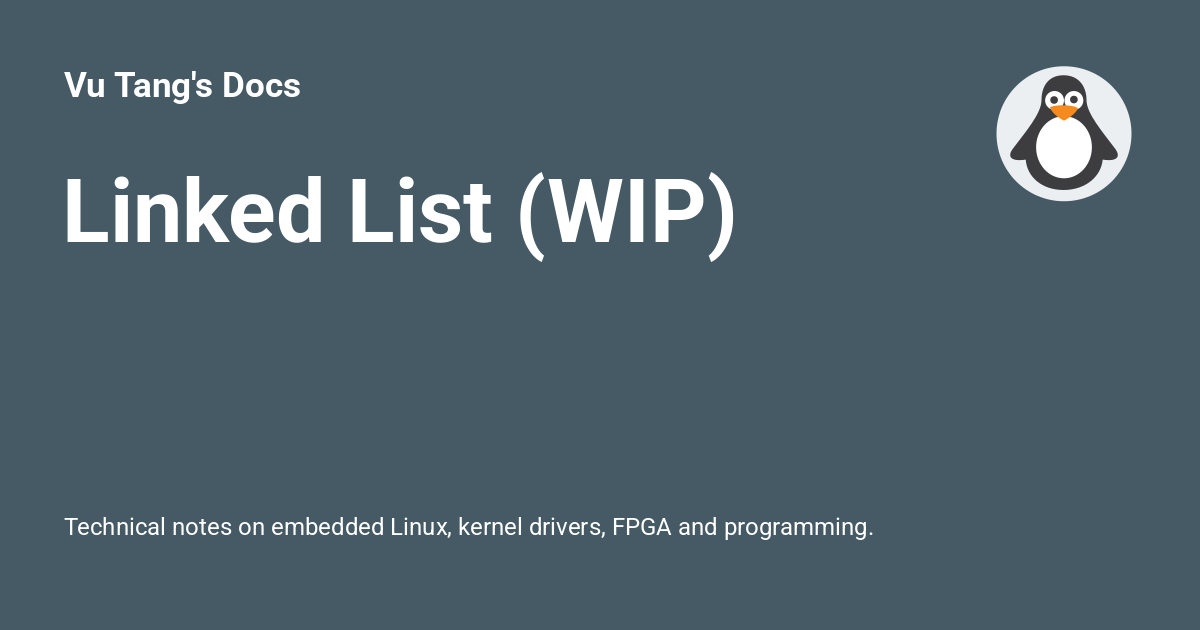 Vu Tang's Docs
Linked List (WIP)
Technical notes on embedded Linux, kernel drivers, FPGA and programming.